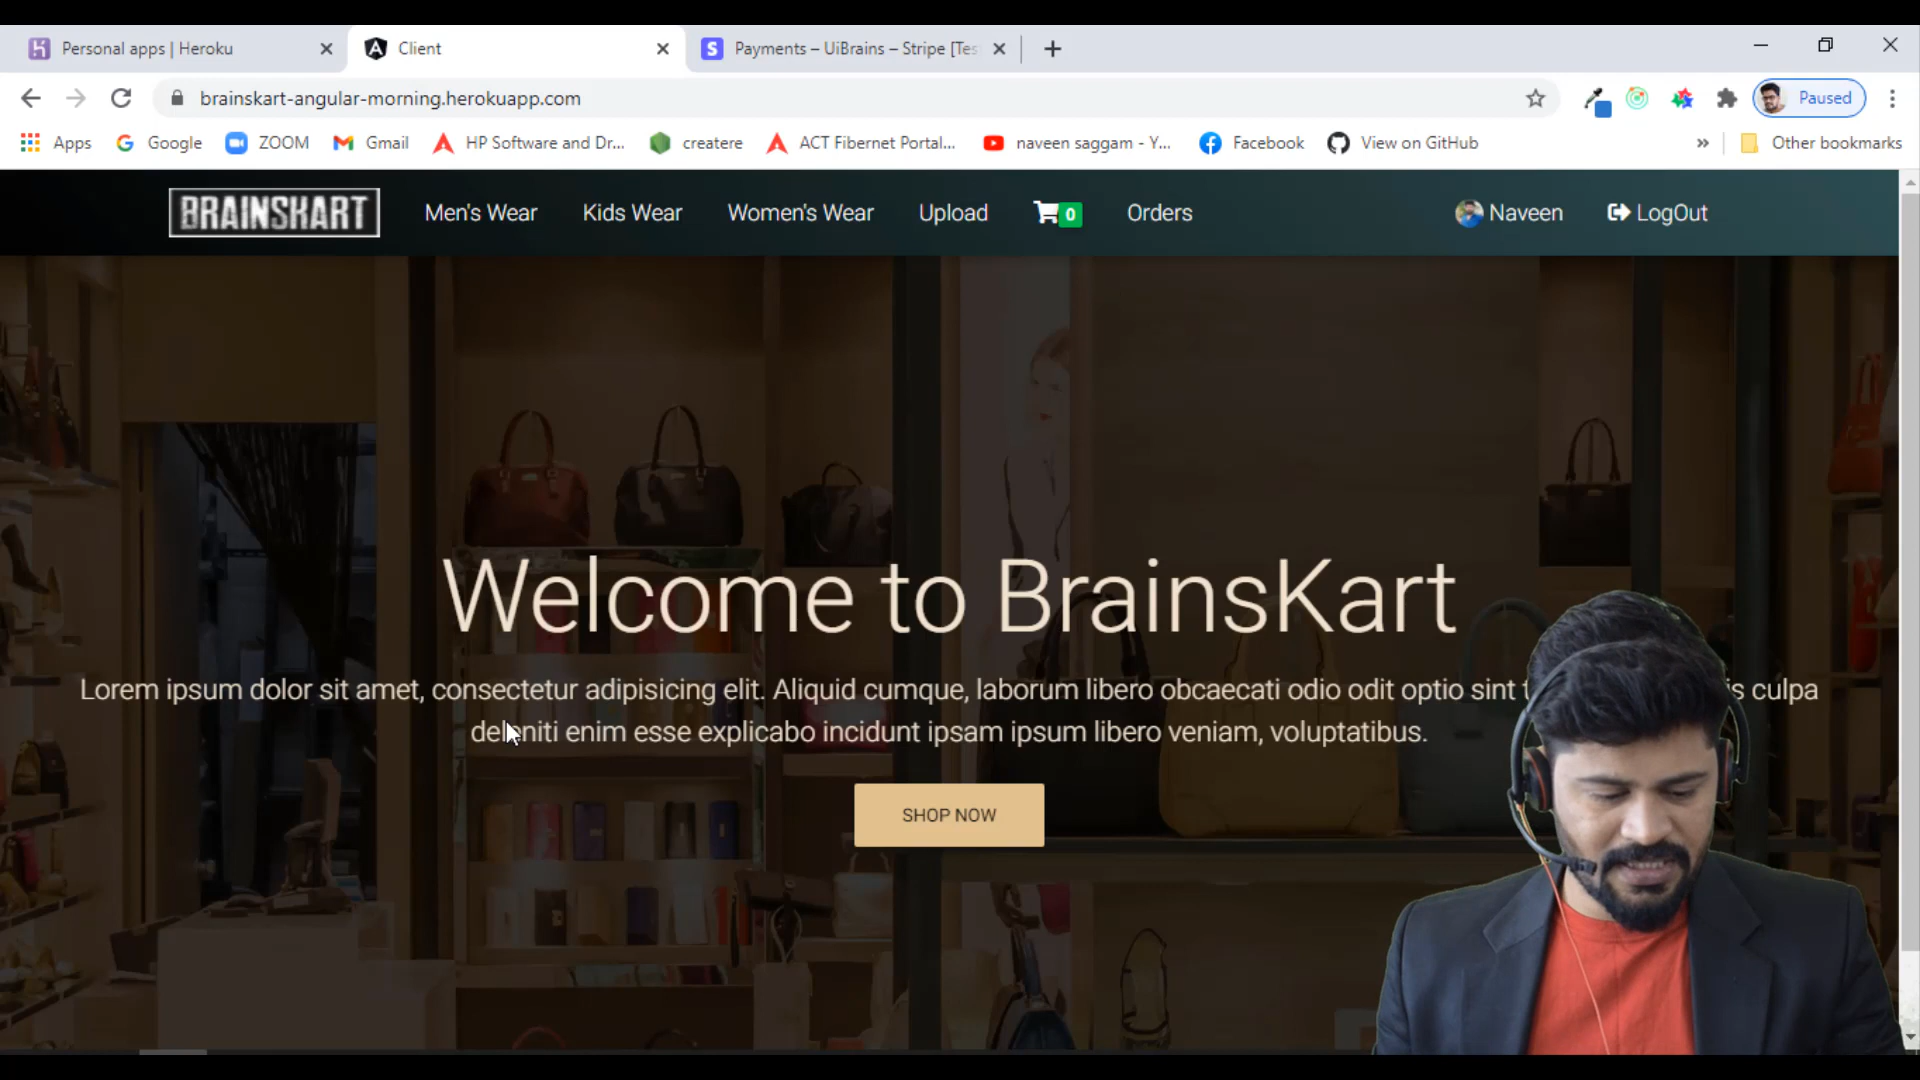 Personal apps | Heroku
Client
Payments – UiBrains – Stripe [Tes
brainskart-angular-morning.herokuapp.com
Paused
Apps
Google
ZOOM
Gmail
HP Software and Dr...
createre
ACT Fibernet Portal...
naveen saggam - Y...
Facebook
View on GitHub
Other bookmarks
BRAINSKART
Men's Wear
Kids Wear
Women's Wear
Upload
0
Orders
Naveen
LogOut
Welcome to BrainsKart
Lorem ipsum dolor sit amet, consectetur adipisicing elit. Aliquid cumque, laborum libero obcaecati odio odit optio sint culpa
deleniti enim esse explicabo incidunt ipsam ipsum libero veniam, voluptatibus.
SHOP NOW